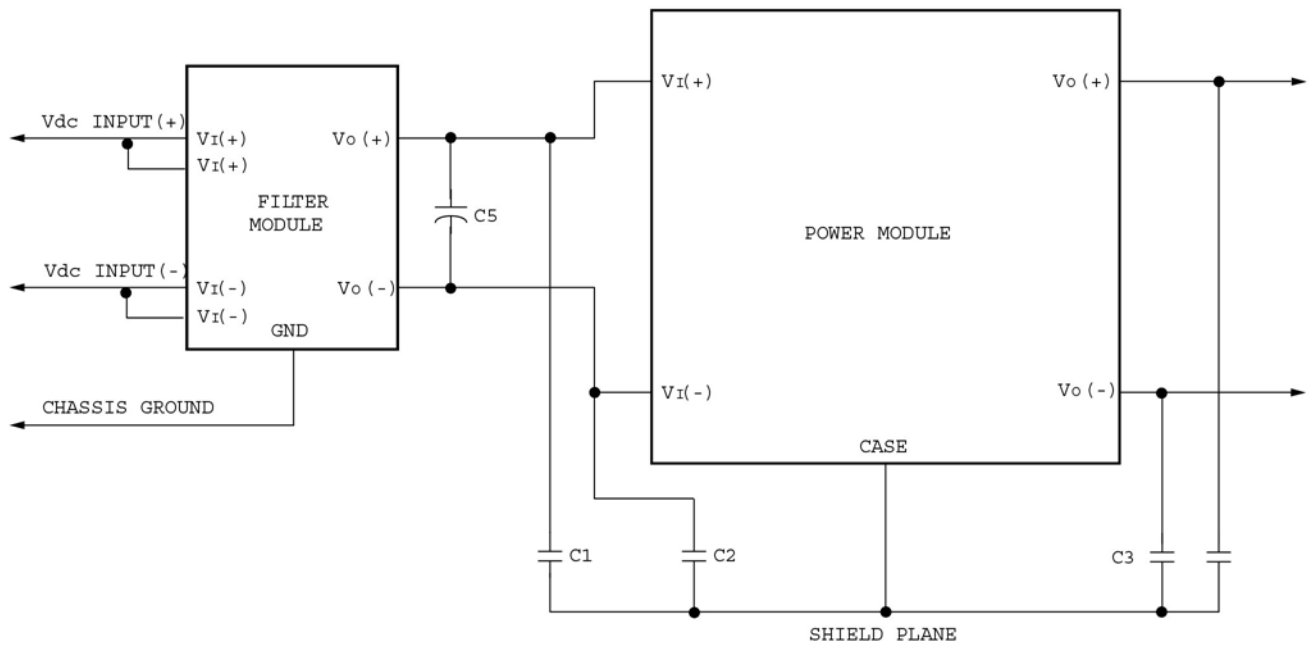 Vdc INPUT(+)
VI(+)
VI(+)
VO(+)
FILTER
MODULE
C5
Vdc INPUT(-)
VI(-)
VI(-)
VO(-)
GND
CHASSIS GROUND
VI(+)
VO(+)
POWER MODULE
VI(-)
VO(-)
CASE
C1
C2
C3
SHIELD PLANE